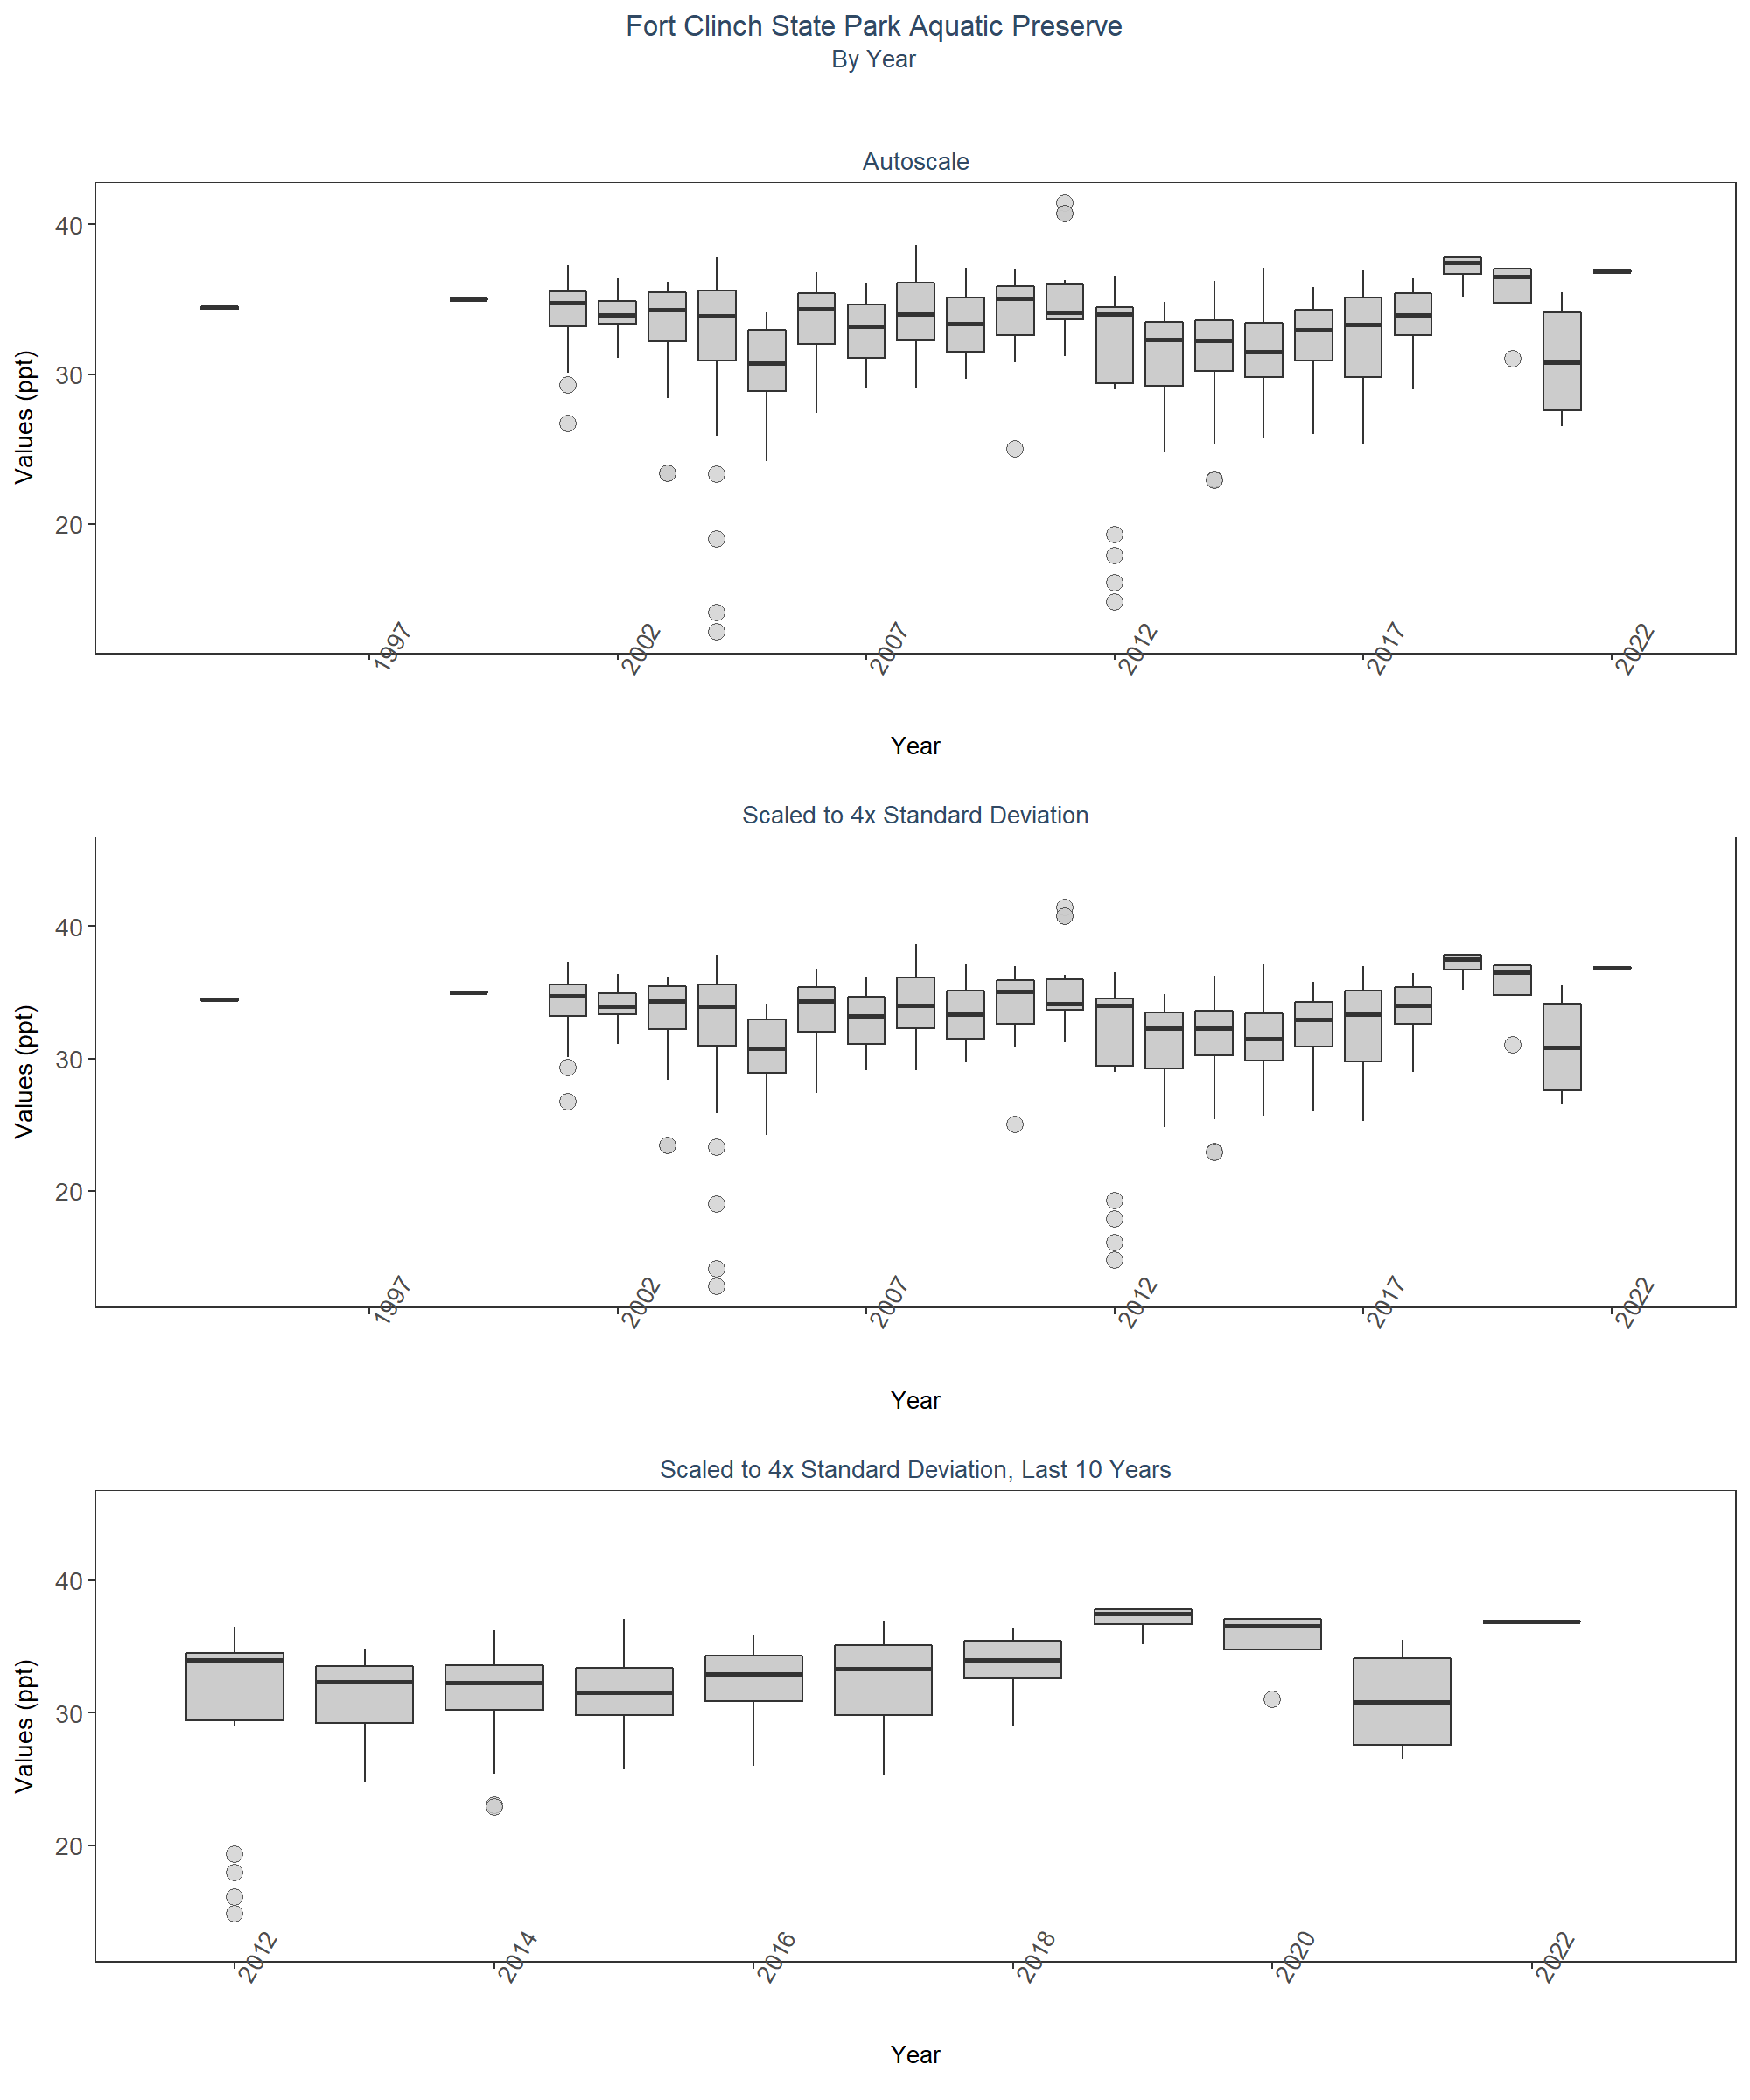 Fort Clinch State Park Aquatic Preserve
By Year
Autoscale
Values (ppt)
40
30
20
1997
2002
2007
2012
2017
2022
Year
Scaled to 4x Standard Deviation
Values (ppt)
40
30
20
1997
2002
2007
2012
2017
2022
Year
Scaled to 4x Standard Deviation, Last 10 Years
Values (ppt)
40
30
20
2012
2014
2016
2018
2020
2022
Year